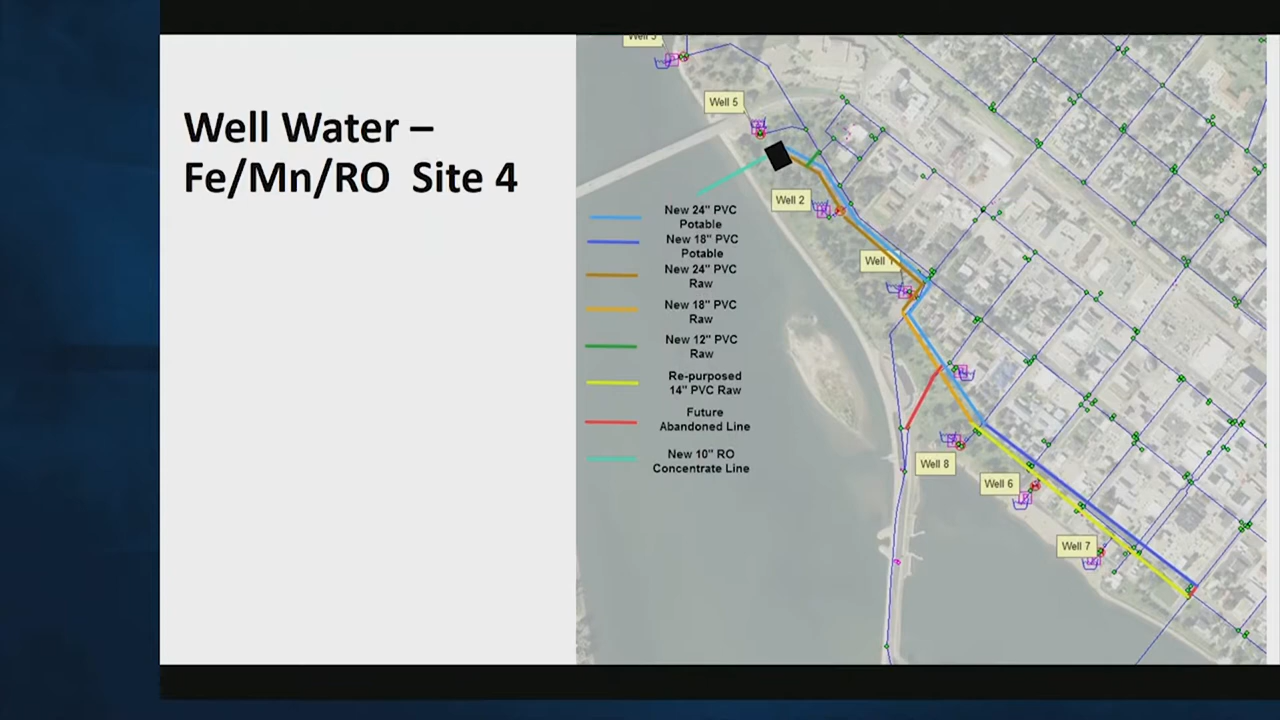 Well Water –
Fe/Mn/RO Site 4
Well 5
Well 2
Well 8
Well 6
Well 7
New 24" PVC
Potable
New 18" PVC
Potable
New 24" PVC
Raw
New 18" PVC
Raw
New 12" PVC
Raw
Re-purposed
14" PVC Raw
Future
Abandoned Line
New 10" RO
Concentrate Line
Well